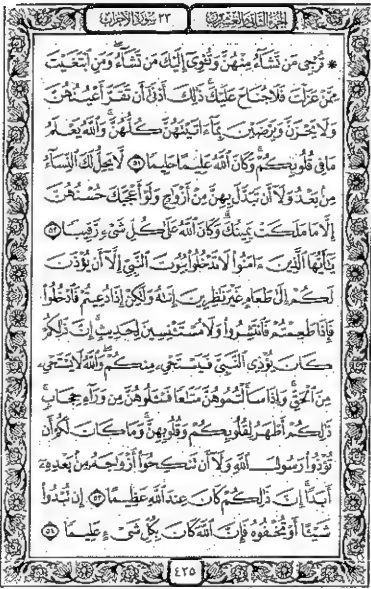 الجزء الثاني والعشرون ٣٣ سورة الأحزاب
* تُرْجِي مَن تَشَآءُ مِنْهُنَّ وَتُـْٔوِىٓ إِلَيْكَ مَن تَشَآءُ وَمَنِ ٱبْتَغَيْتَ
مِمَّنْ عَزَلْتَ فَلَا جُنَاحَ عَلَيْكَ ذَٰلِكَ أَدْنَىٰٓ أَن تَقَرَّ أَعْيُنُهُنَّ
وَلَا يَحْزَنَّ وَيَرْضَيْنَ بِمَآ ءَاتَيْتَهُنَّ كُلُّهُنَّ وَٱللَّهُ يَعْلَمُ
مَا فِى قُلُوبِكُمْ وَكَانَ ٱللَّهُ عَلِيمًا حَلِيمًا ٥١ لَّا يَحِلُّ لَكَ ٱلنِّسَآءُ
مِنۢ بَعْدُ وَلَآ أَن تَبَدَّلَ بِهِنَّ مِنْ أَزْوَٰجٍ وَلَوْ أَعْجَبَكَ حُسْنُهُنَّ
إِلَّا مَا مَلَكَتْ يَمِينُكَ وَكَانَ ٱللَّهُ عَلَىٰ كُلِّ شَىْءٍ رَّقِيبًا ٥٢
يَٰٓأَيُّهَا ٱلَّذِينَ ءَامَنُوا۟ لَا تَدْخُلُوا۟ بُيُوتَ ٱلنَّبِىِّ إِلَّآ أَن يُؤْذَنَ
لَكُمْ إِلَىٰ طَعَامٍ غَيْرَ نَٰظِرِينَ إِنَىٰهُ وَلَٰكِنْ إِذَا دُعِيتُمْ فَٱدْخُلُوا۟
فَإِذَا طَعِمْتُمْ فَٱنتَشِرُوا۟ وَلَا مُسْتَـْٔنِسِينَ لِحَدِيثٍ إِنَّ ذَٰلِكُمْ
كَانَ يُؤْذِى ٱلنَّبِىَّ فَيَسْتَحْىِۦ مِنكُمْ وَٱللَّهُ لَا يَسْتَحْىِۦ
مِنَ ٱلْحَقِّ وَإِذَا سَأَلْتُمُوهُنَّ مَتَٰعًا فَسْـَٔلُوهُنَّ مِن وَرَآءِ حِجَابٍ
ذَٰلِكُمْ أَطْهَرُ لِقُلُوبِكُمْ وَقُلُوبِهِنَّ وَمَا كَانَ لَكُمْ أَن
تُؤْذُوا۟ رَسُولَ ٱللَّهِ وَلَآ أَن تَنكِحُوٓا۟ أَزْوَٰجَهُۥ مِنۢ بَعْدِهِۦٓ
أَبَدًا إِنَّ ذَٰلِكُمْ كَانَ عِندَ ٱللَّهِ عَظِيمًا ٥٣ إِن تُبْدُوا۟
شَيْـًٔا أَوْ تُخْفُوهُ فَإِنَّ ٱللَّهَ كَانَ بِكُلِّ شَىْءٍ عَلِيمًا ٥٤
٤٢٥